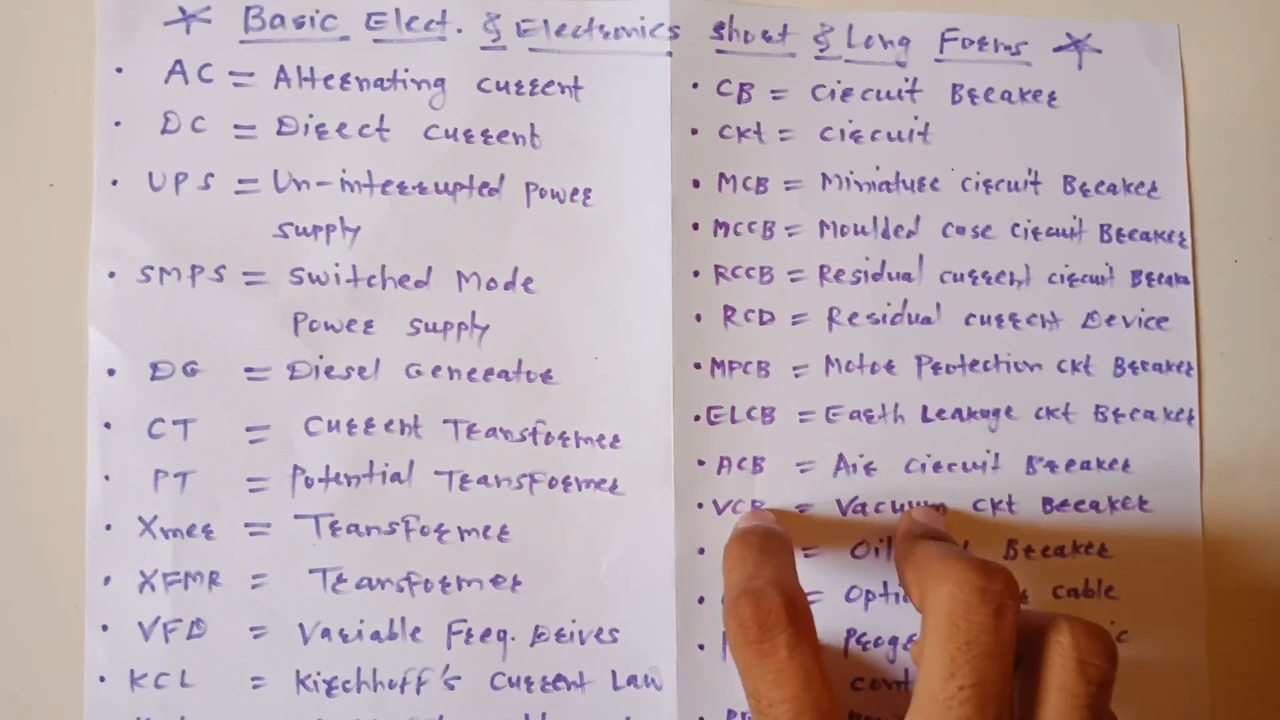 Basic Elect. & Electronics short & Long Forms
AC = Alternating current
DC = Direct current
UPS = Un-interrupted Power
supply
SMPS = Switched Mode
Power supply
DG = Diesel Generator
CT = Current Transformer
PT = Potential Transformer
Xmer = Transformer
XFMR = Transformer
VFD = Variable Freq. Drives
KCL = Kirchhoff's Current Law
CB = Circuit Breaker
Ckt = Circuit
MCB = Miniature circuit Breaker
MCCB = Moulded case circuit Breaker
RCCB = Residual current circuit Breaker
RCD = Residual current Device
MPCB = Motor Protection ckt Breaker
ELCB = Earth Leakage ckt Breaker
ACB = Air circuit Breaker
VCB = Vacuum ckt Breaker
= Oil Breaker
= cable